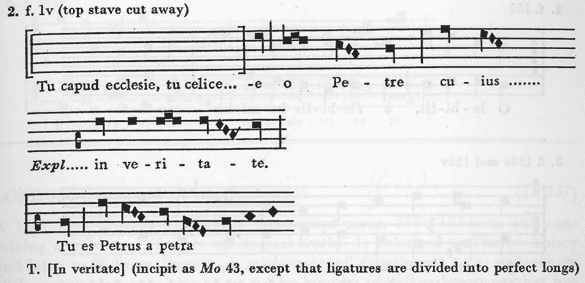 2. f. 1v (top stave cut away)
Tu capud ecclesie, tu celice... -e o Pe - tre cu - ius .......
Expl..... in ve - ri - ta - te.
Tu es Petrus a petra
T. [In veritate] (incipit as Mo 43, except that ligatures are divided into perfect longs)